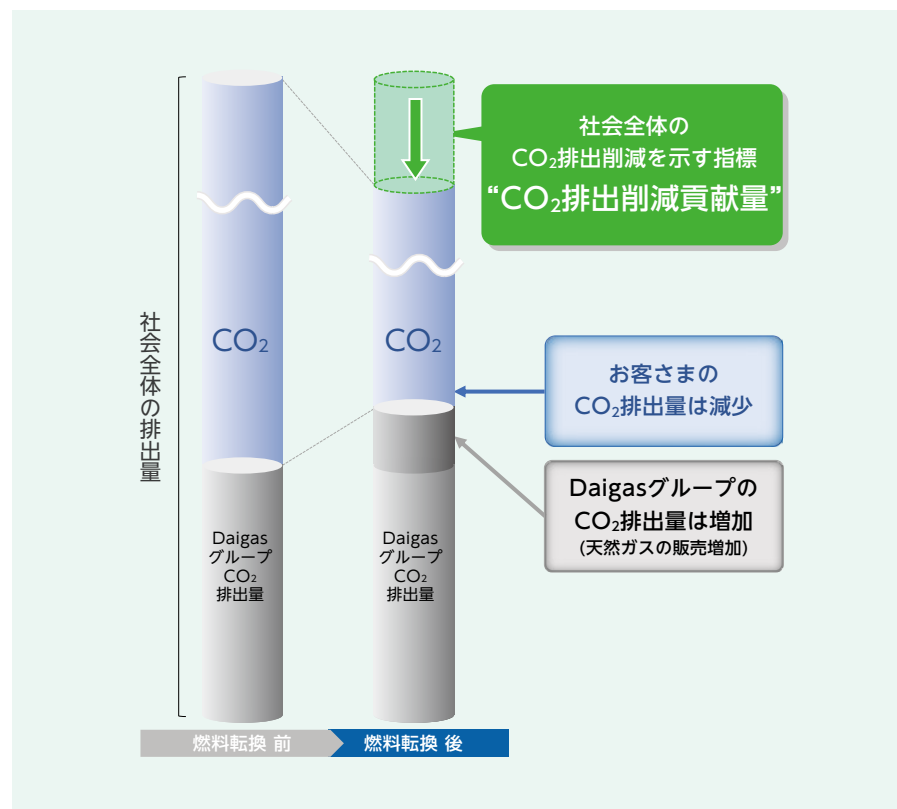 社会全体の
CO₂排出削減を示す指標
“CO₂排出削減貢献量”
社会全体の排出量
CO₂
CO₂
お客さまの
CO₂排出量は減少
Daigasグループの
CO₂排出量は増加
(天然ガスの販売増加)
Daigas
グループ
CO₂
排出量
Daigas
グループ
CO₂
排出量
燃料転換 前
燃料転換 後